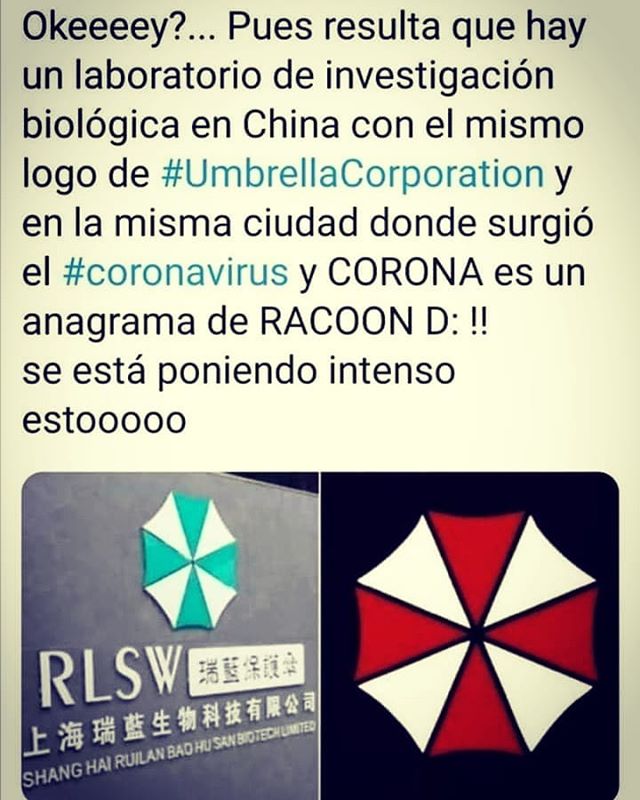 Okeeeey?... Pues resulta que hay
un laboratorio de investigación
biológica en China con el mismo
logo de #UmbrellaCorporation y
en la misma ciudad donde surgió
el #coronavirus y CORONA es un
anagrama de RACOON D: !!
se está poniendo intenso
estooooo
RLSW 瑞藍保護傘
上海瑞藍生物科技有限公司
SHANG HAI RUILAN BAO HU SAN BIOTECH LIMITED